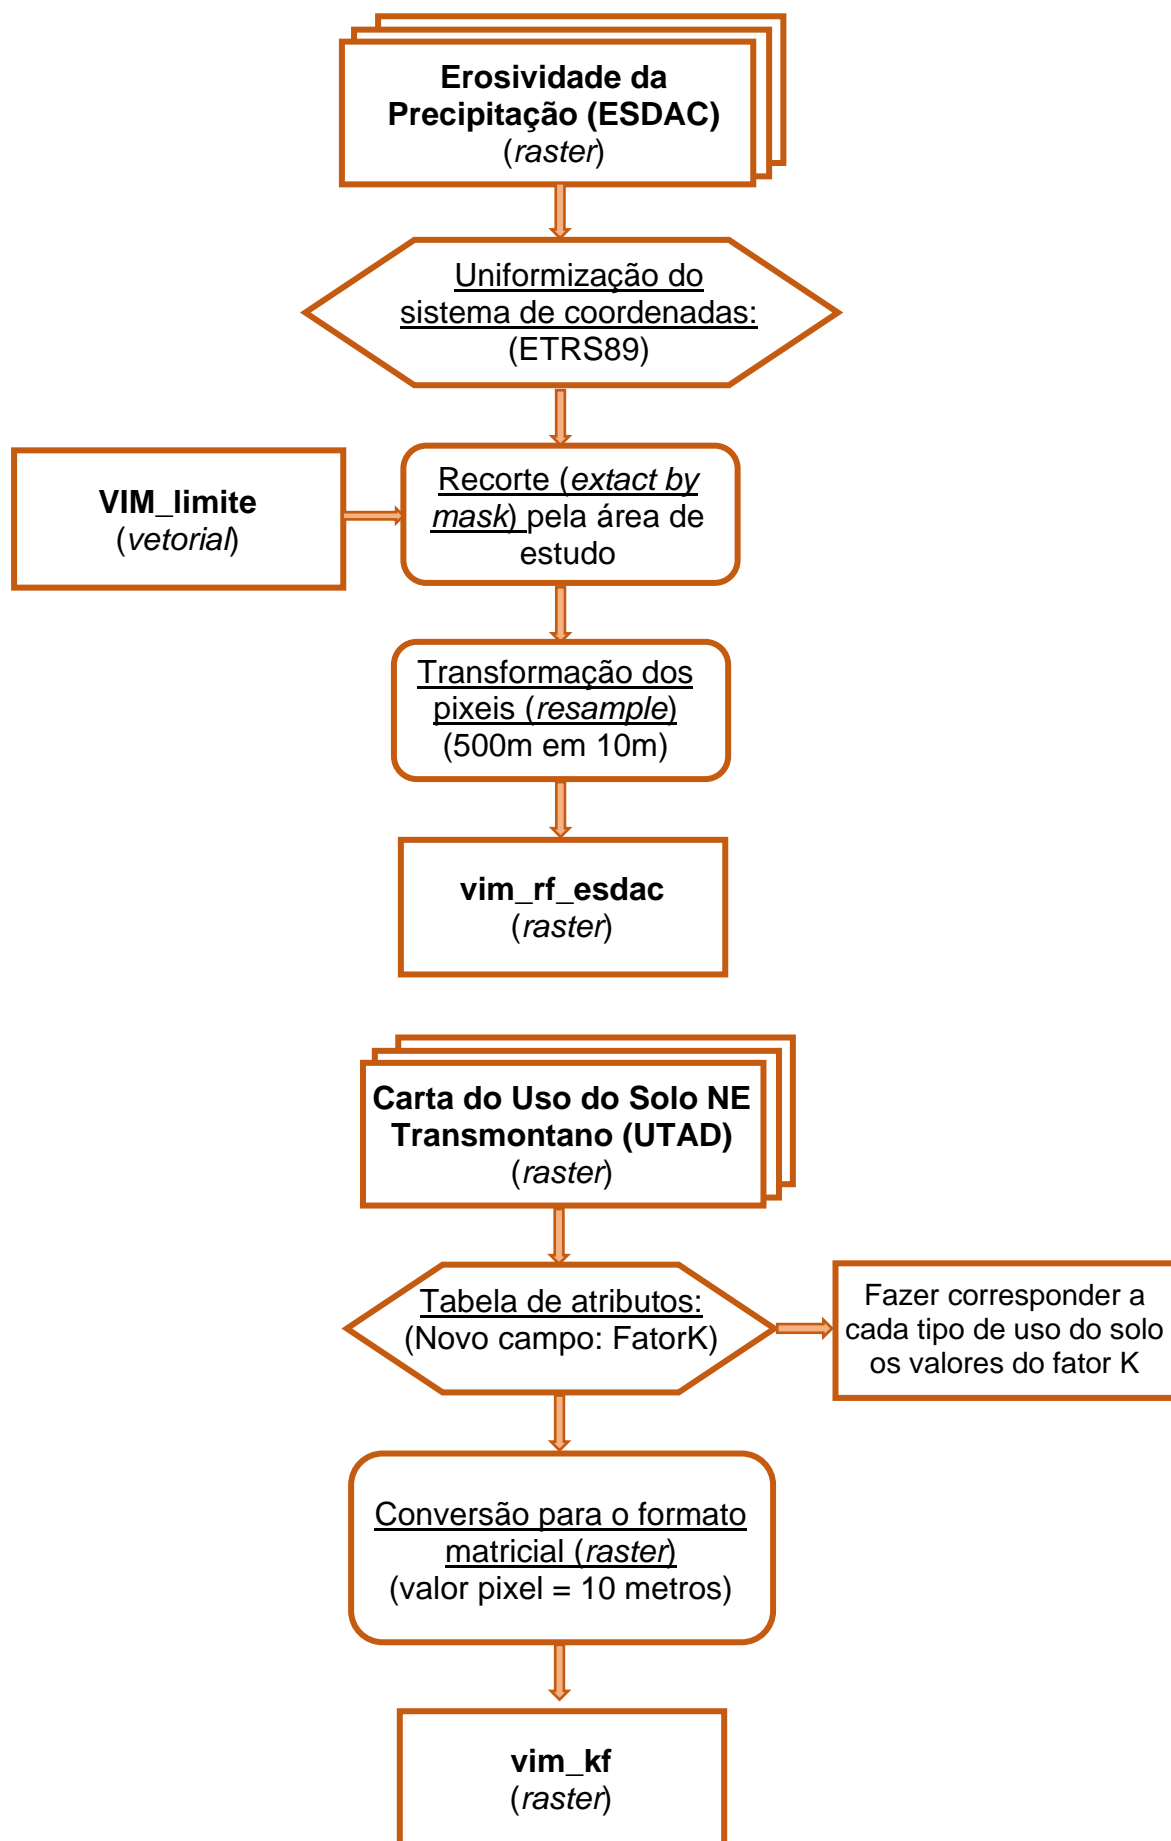 Erosividade da
Precipitação (ESDAC)
(raster)
Uniformização do
sistema de coordenadas:
(ETRS89)
VIM_limite
(vetorial)
Recorte (extact by
mask) pela área de
estudo
Transformação dos
pixeis (resample)
(500m em 10m)
vim_rf_esdac
(raster)
Carta do Uso do Solo NE
Transmontano (UTAD)
(raster)
Tabela de atributos:
(Novo campo: FatorK)
Fazer corresponder a
cada tipo de uso do solo
os valores do fator K
Conversão para o formato
matricial (raster)
(valor pixel = 10 metros)
vim_kf
(raster)